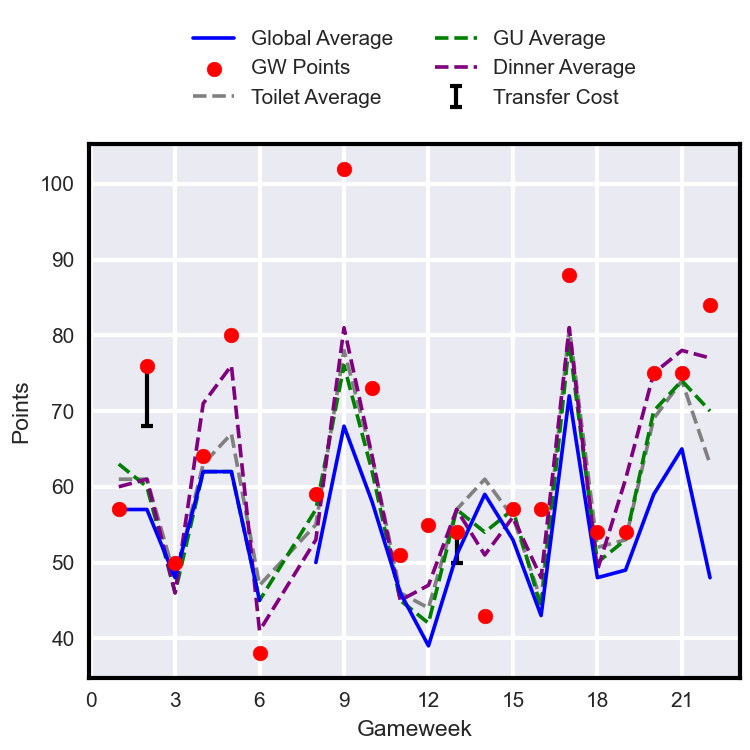 Global Average
GW Points
Toilet Average
GU Average
Dinner Average
Transfer Cost
100
90
80
70
60
50
40
Points
0 3 6 9 12 15 18 21
Gameweek